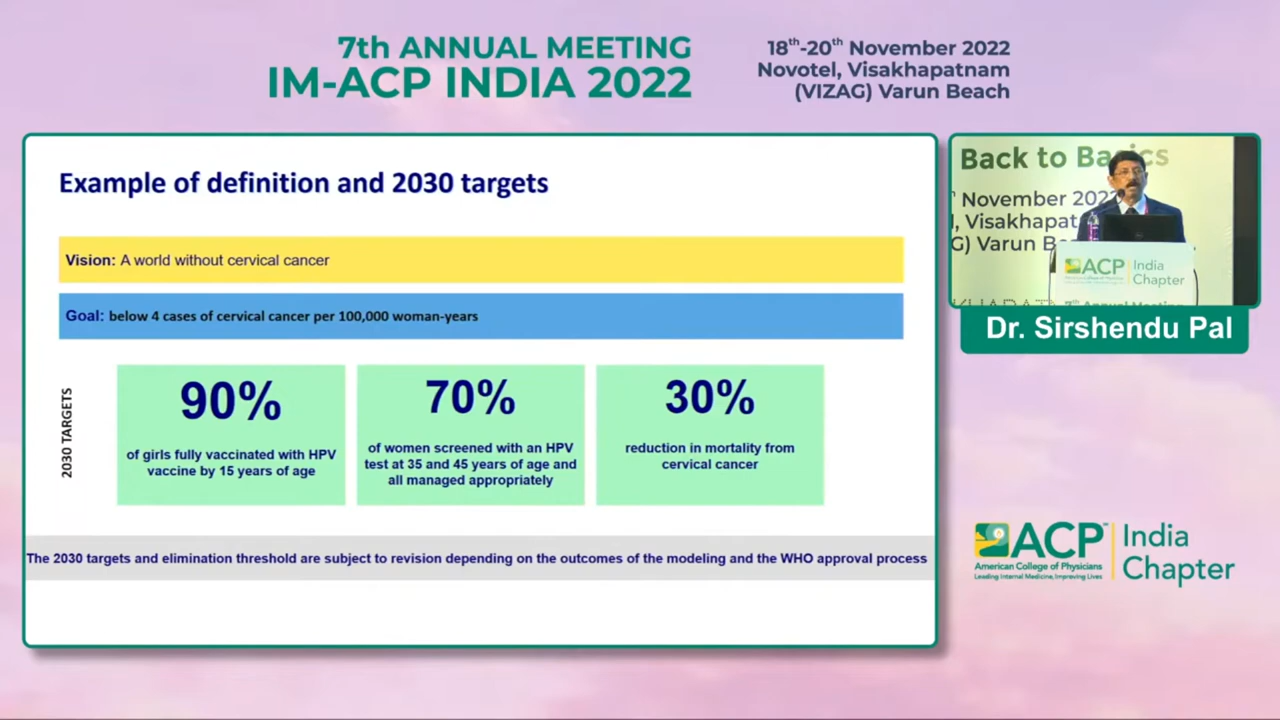 7th ANNUAL MEETING
IM-ACP INDIA 2022
18th-20th November 2022
Novotel, Visakhapatnam
(VIZAG) Varun Beach
Example of definition and 2030 targets
Vision: A world without cervical cancer
Goal: below 4 cases of cervical cancer per 100,000 woman-years
2030 TARGETS
90%
of girls fully vaccinated with HPV
vaccine by 15 years of age
70%
of women screened with an HPV
test at 35 and 45 years of age and
all managed appropriately
30%
reduction in mortality from
cervical cancer
The 2030 targets and elimination threshold are subject to revision depending on the outcomes of the modeling and the WHO approval process
Back to Basics
November 2022
Varun
ACP India
Chapter
7th Annual Meeting
Dr. Sirshendu Pal
ACP™
American College of Physicians
Leading Internal Medicine, Improving Lives
India
Chapter